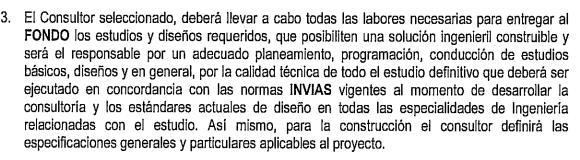 3. El Consultor seleccionado, deberá llevar a cabo todas las labores necesarias para entregar al
FONDO los estudios y diseños requeridos, que posibiliten una solución ingenieril construible y
será el responsable por un adecuado planeamiento, programación, conducción de estudios
básicos, diseños y en general, por la calidad técnica de todo el estudio definitivo que deberá ser
ejecutado en concordancia con las normas INVIAS vigentes al momento de desarrollar la
consultoría y los estándares actuales de diseño en todas las especialidades de Ingeniería
relacionadas con el estudio. Así mismo, para la construcción el consultor definirá las
especificaciones generales y particulares aplicables al proyecto.